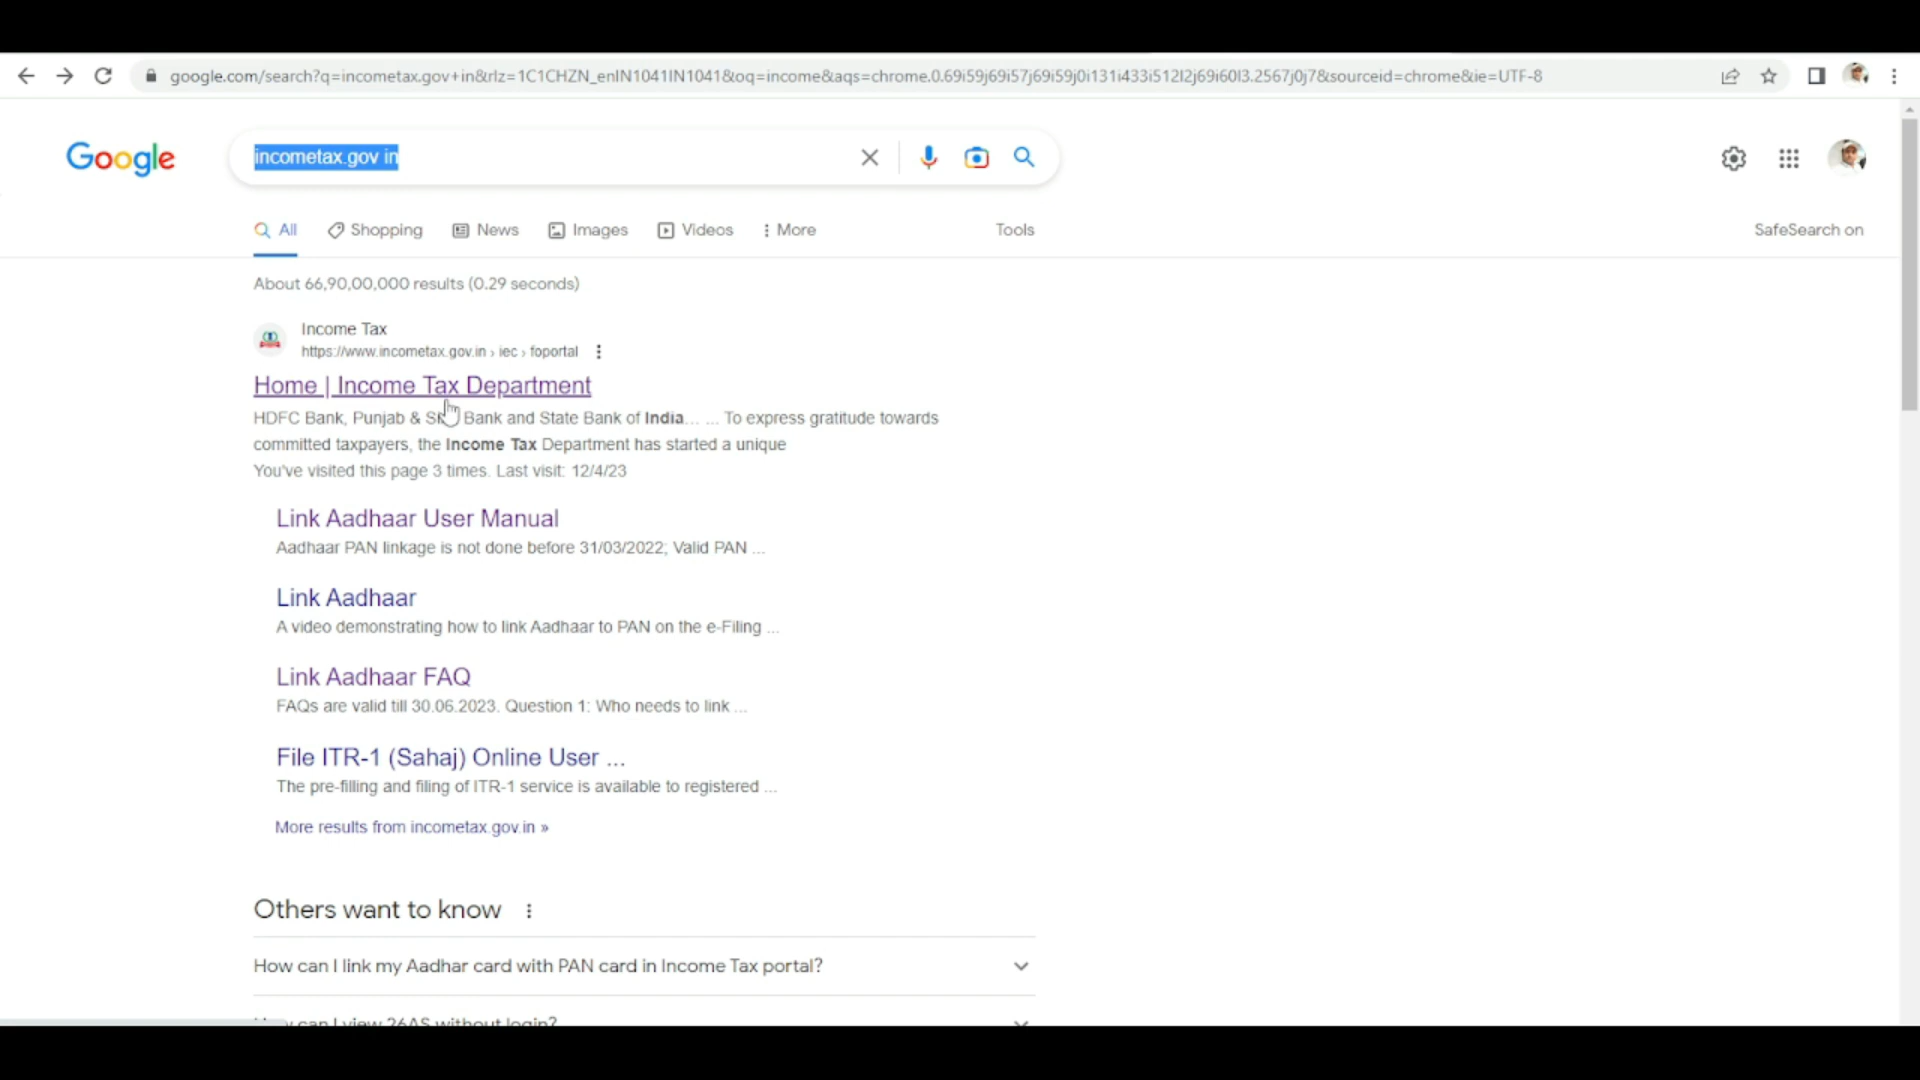 google.com/search?q=incometax.gov+in&rlz=1C1CHZN_enIN1041IN1041&oq=income&aqs=chrome.0.69i59j69i57j69i59j0i131i433i512l2j69i60l3.2567j0j7&sourceid=chrome&ie=UTF-8
Google
incometax.gov in
All Shopping News Images Videos More Tools SafeSearch on
About 66,90,00,000 results (0.29 seconds)
Income Tax
https://www.incometax.gov.in › iec › foportal
Home | Income Tax Department
HDFC Bank, Punjab & Bank and State Bank of India... ... To express gratitude towards
committed taxpayers, the Income Tax Department has started a unique
You've visited this page 3 times. Last visit: 12/4/23
Link Aadhaar User Manual
Aadhaar PAN linkage is not done before 31/03/2022; Valid PAN ...
Link Aadhaar
A video demonstrating how to link Aadhaar to PAN on the e-Filing ...
Link Aadhaar FAQ
FAQs are valid till 30.06.2023. Question 1: Who needs to link ...
File ITR-1 (Sahaj) Online User ...
The pre-filling and filing of ITR-1 service is available to registered ...
More results from incometax.gov.in »
Others want to know
How can I link my Aadhar card with PAN card in Income Tax portal?
can I view 26AS without login?